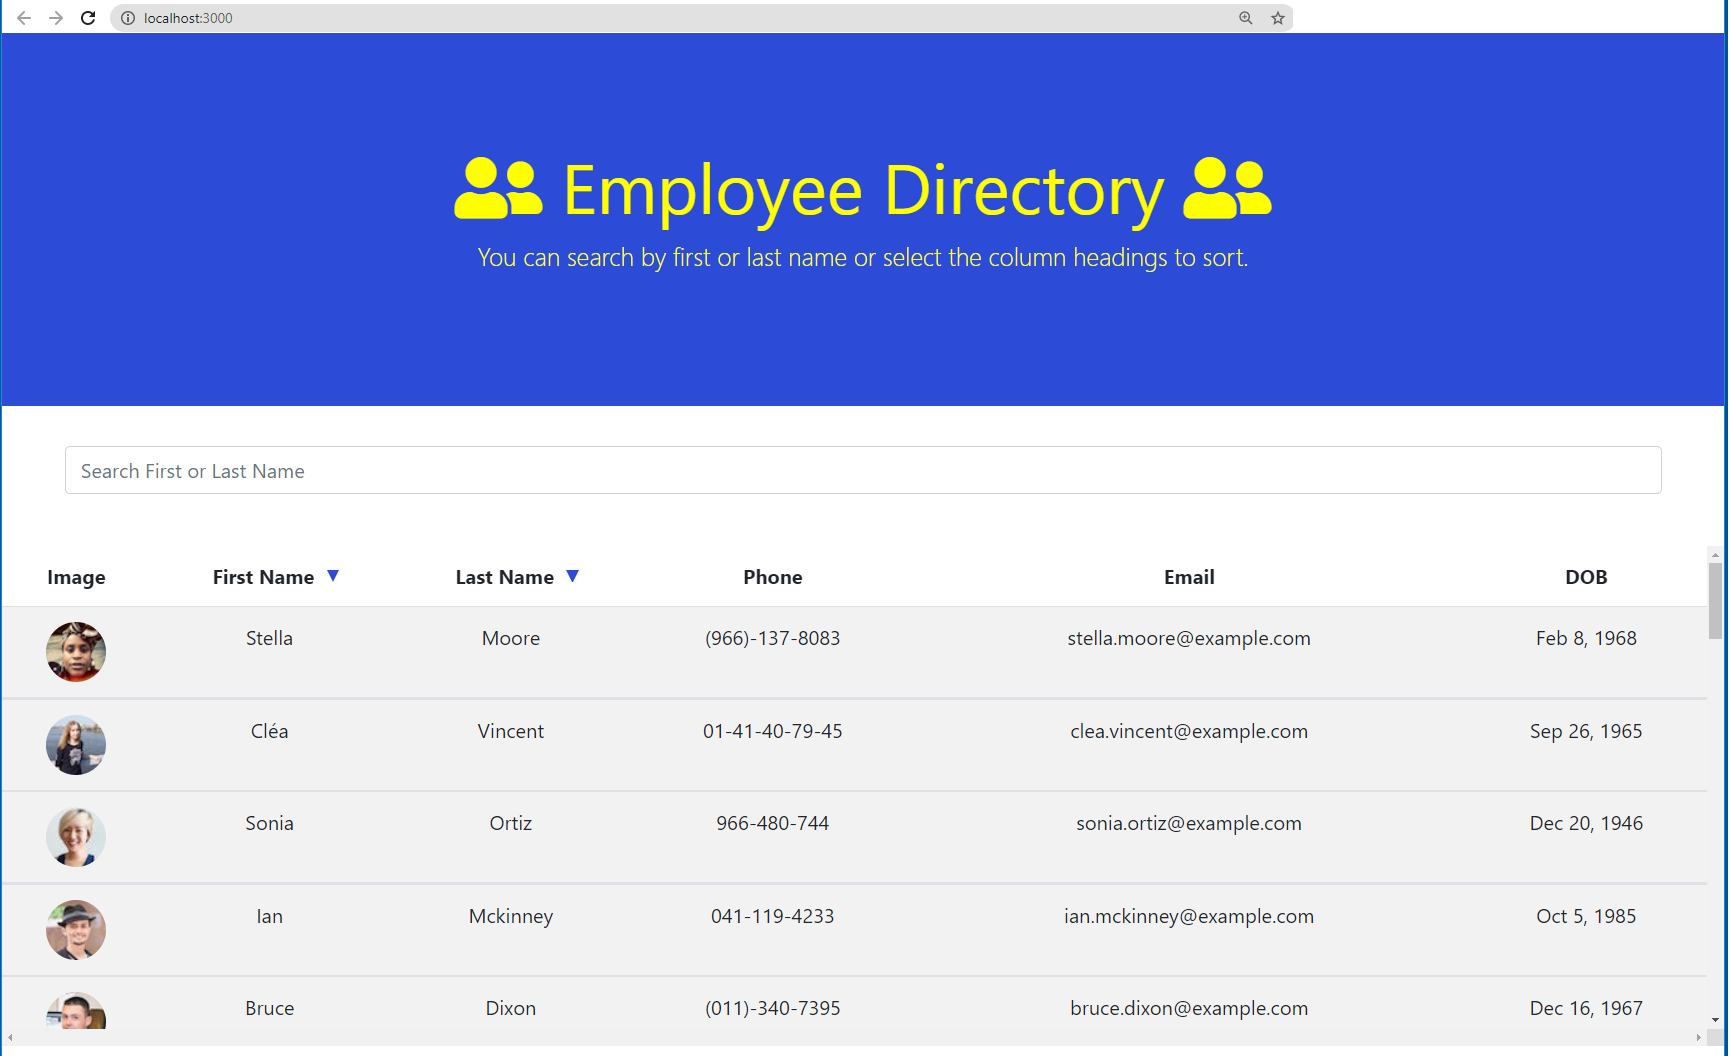 localhost:3000
Employee Directory
You can search by first or last name or select the column headings to sort.
Search First or Last Name
Image First Name ▼ Last Name ▼ Phone Email DOB
Stella Moore (966)-137-8083 stella.moore@example.com Feb 8, 1968
Cléa Vincent 01-41-40-79-45 clea.vincent@example.com Sep 26, 1965
Sonia Ortiz 966-480-744 sonia.ortiz@example.com Dec 20, 1946
Ian Mckinney 041-119-4233 ian.mckinney@example.com Oct 5, 1985
Bruce Dixon (011)-340-7395 bruce.dixon@example.com Dec 16, 1967